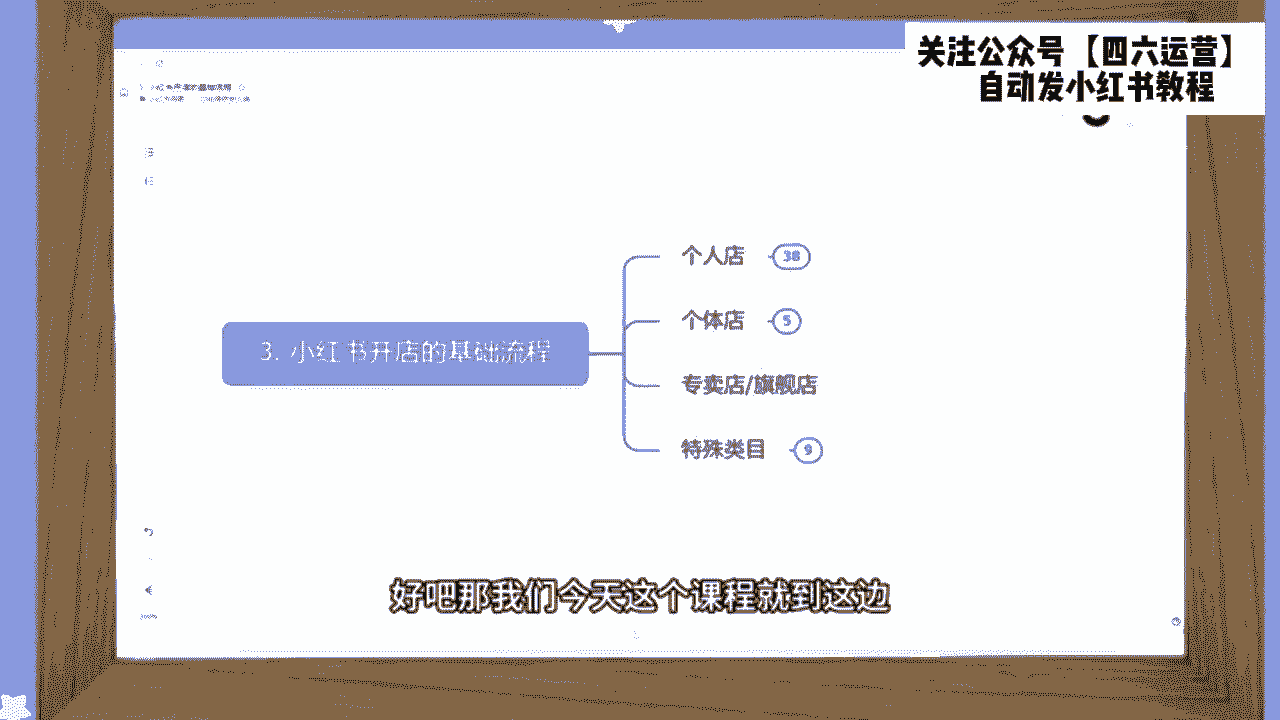 关注公众号【四六运营】
自动发小红书教程
个人店 38
个体店 5
3. 小红书开店的基础流程
专卖店/旗舰店
特殊类目 9
好吧那我们今天这个课程就到这边